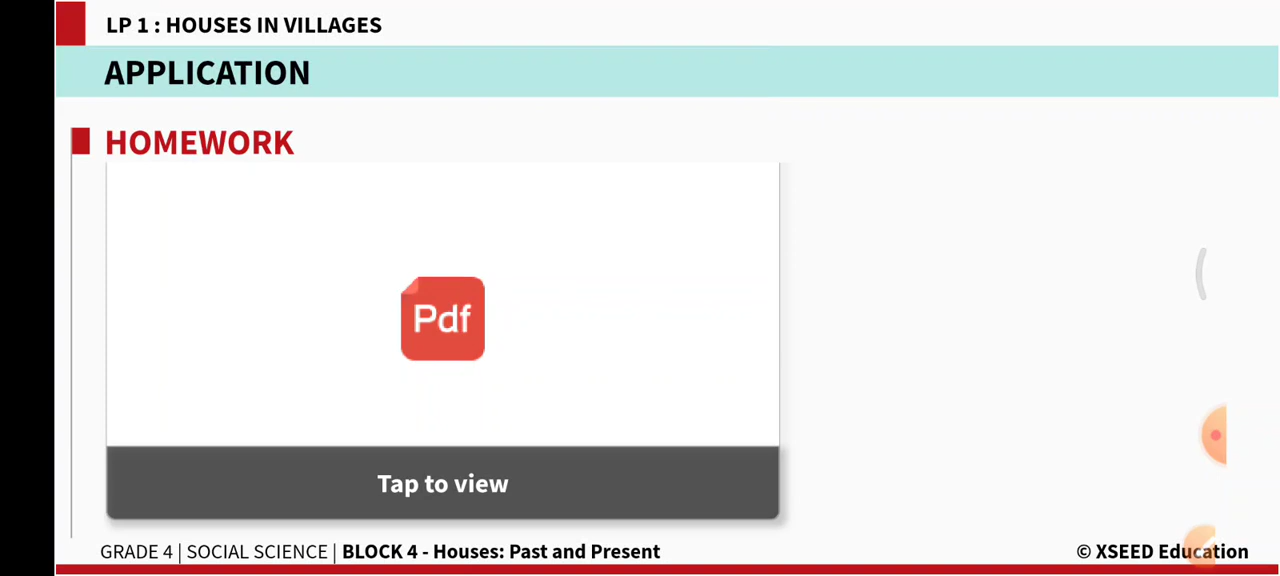 LP 1 : HOUSES IN VILLAGES
APPLICATION
HOMEWORK
Pdf
Tap to view
GRADE 4 | SOCIAL SCIENCE | BLOCK 4 - Houses: Past and Present
© XSEED Education